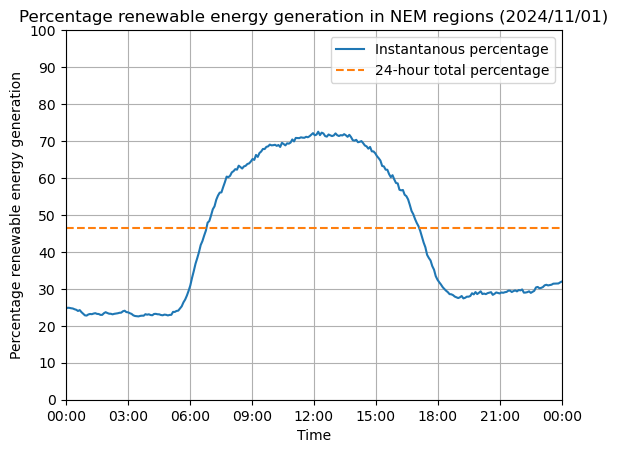 Percentage renewable energy generation in NEM regions (2024/11/01)
Instantanous percentage
24-hour total percentage
Percentage renewable energy generation
100
90
80
70
60
50
40
30
20
10
0
00:00 03:00 06:00 09:00 12:00 15:00 18:00 21:00 00:00
Time